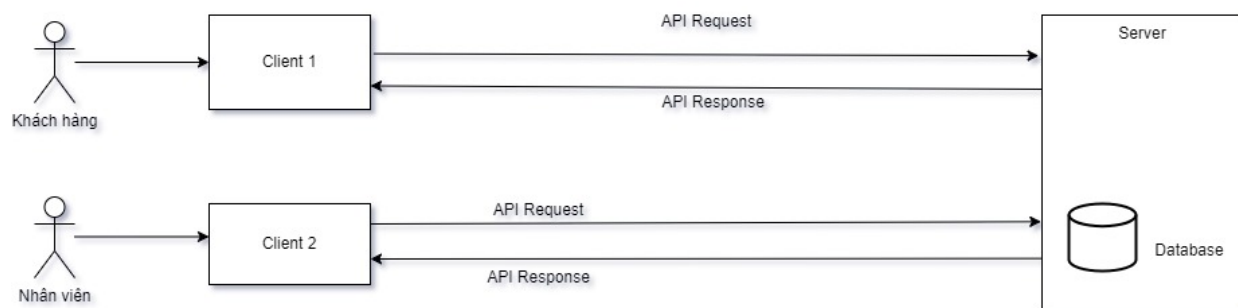 API Request
Server
Client 1
API Response
Khách hàng
API Request
Client 2
Database
API Response
Nhân viên